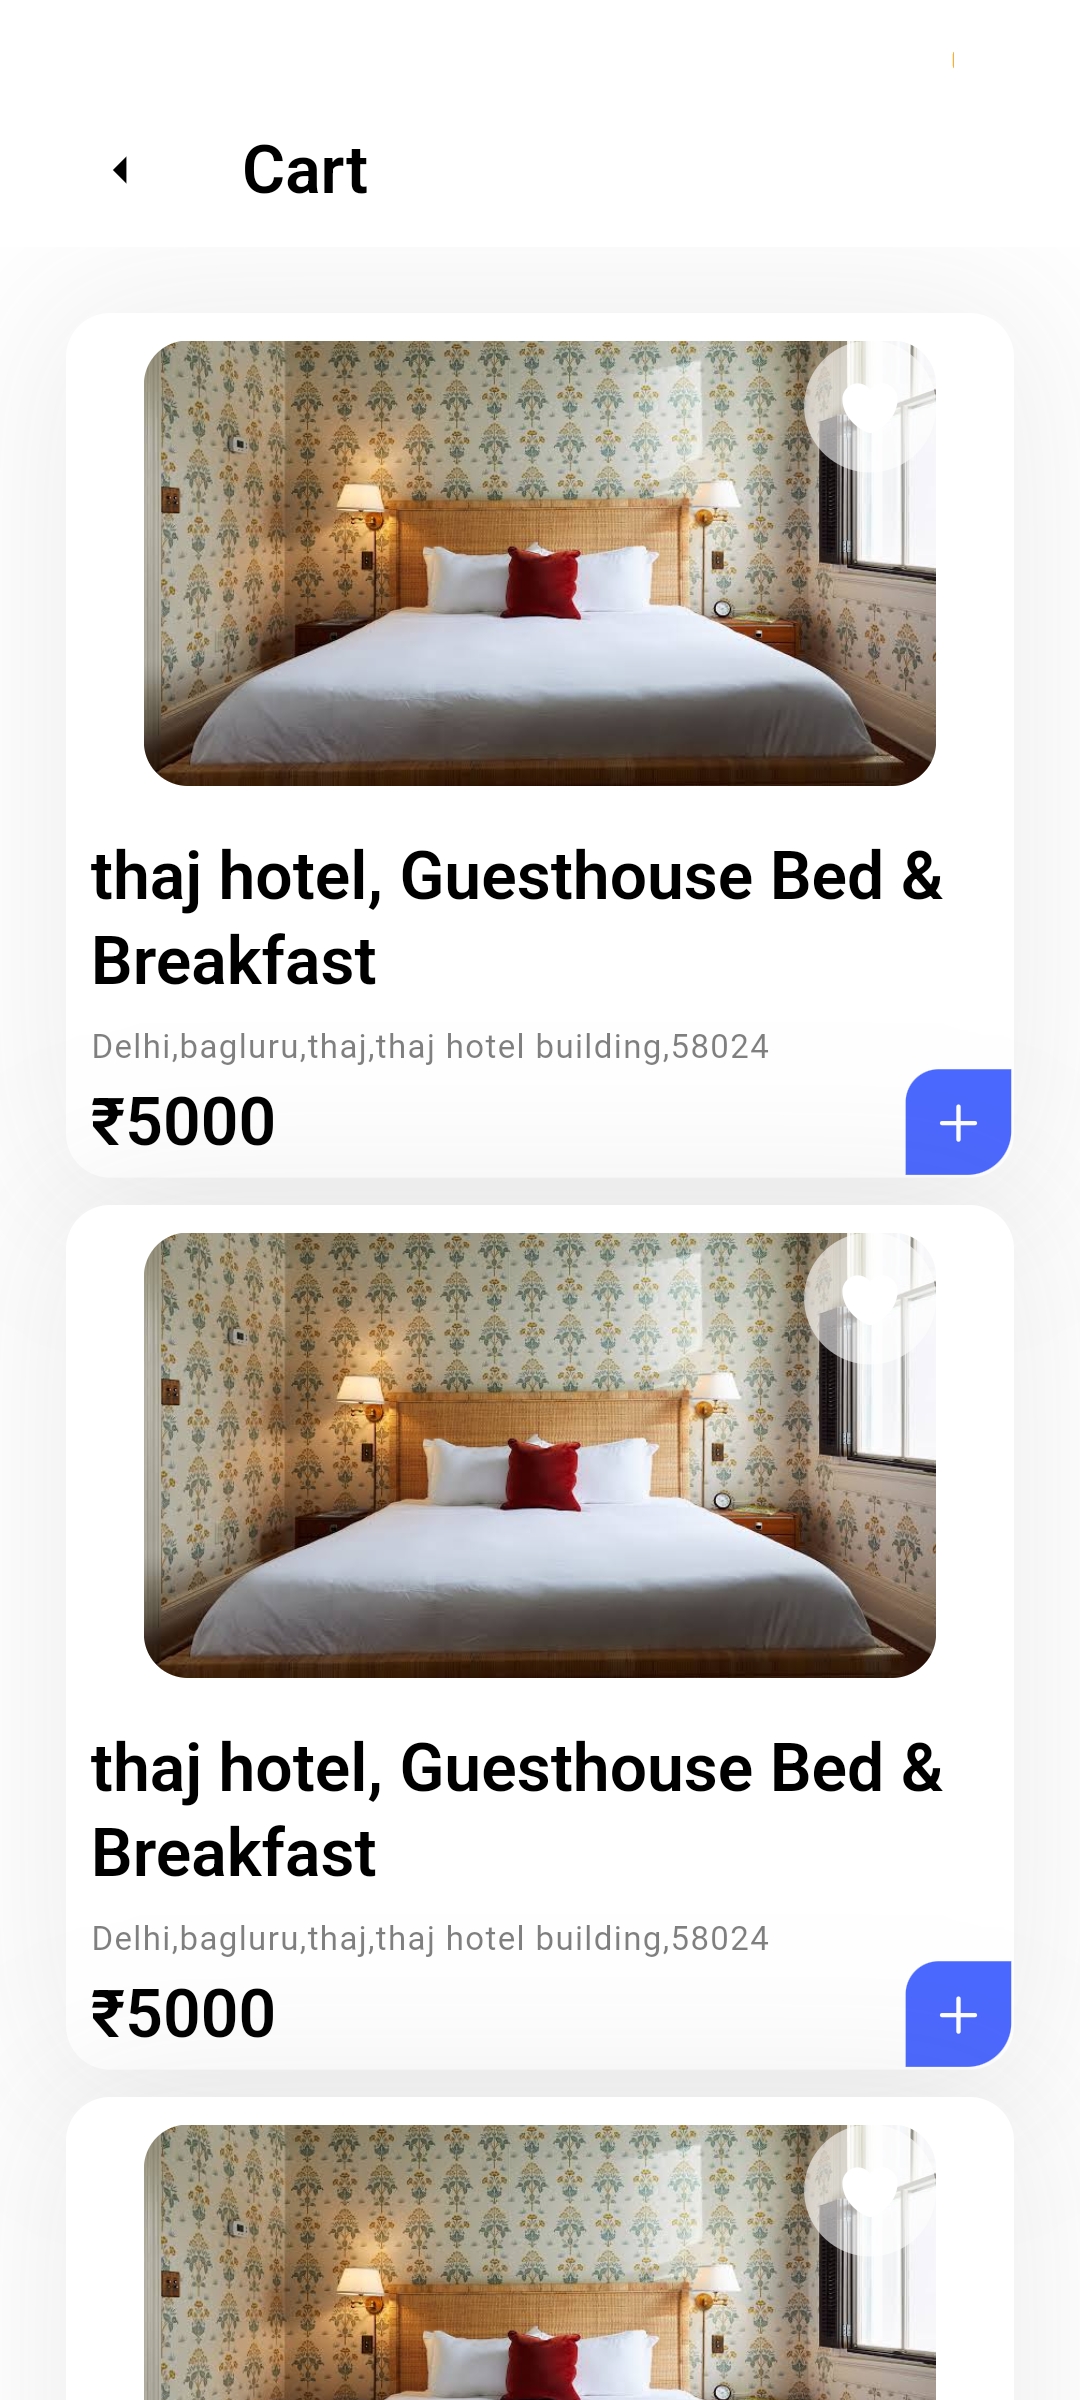 Cart
thaj hotel, Guesthouse Bed &
Breakfast
Delhi,bagluru,thaj,thaj hotel building,58024
₹5000
thaj hotel, Guesthouse Bed &
Breakfast
Delhi,bagluru,thaj,thaj hotel building,58024
₹5000